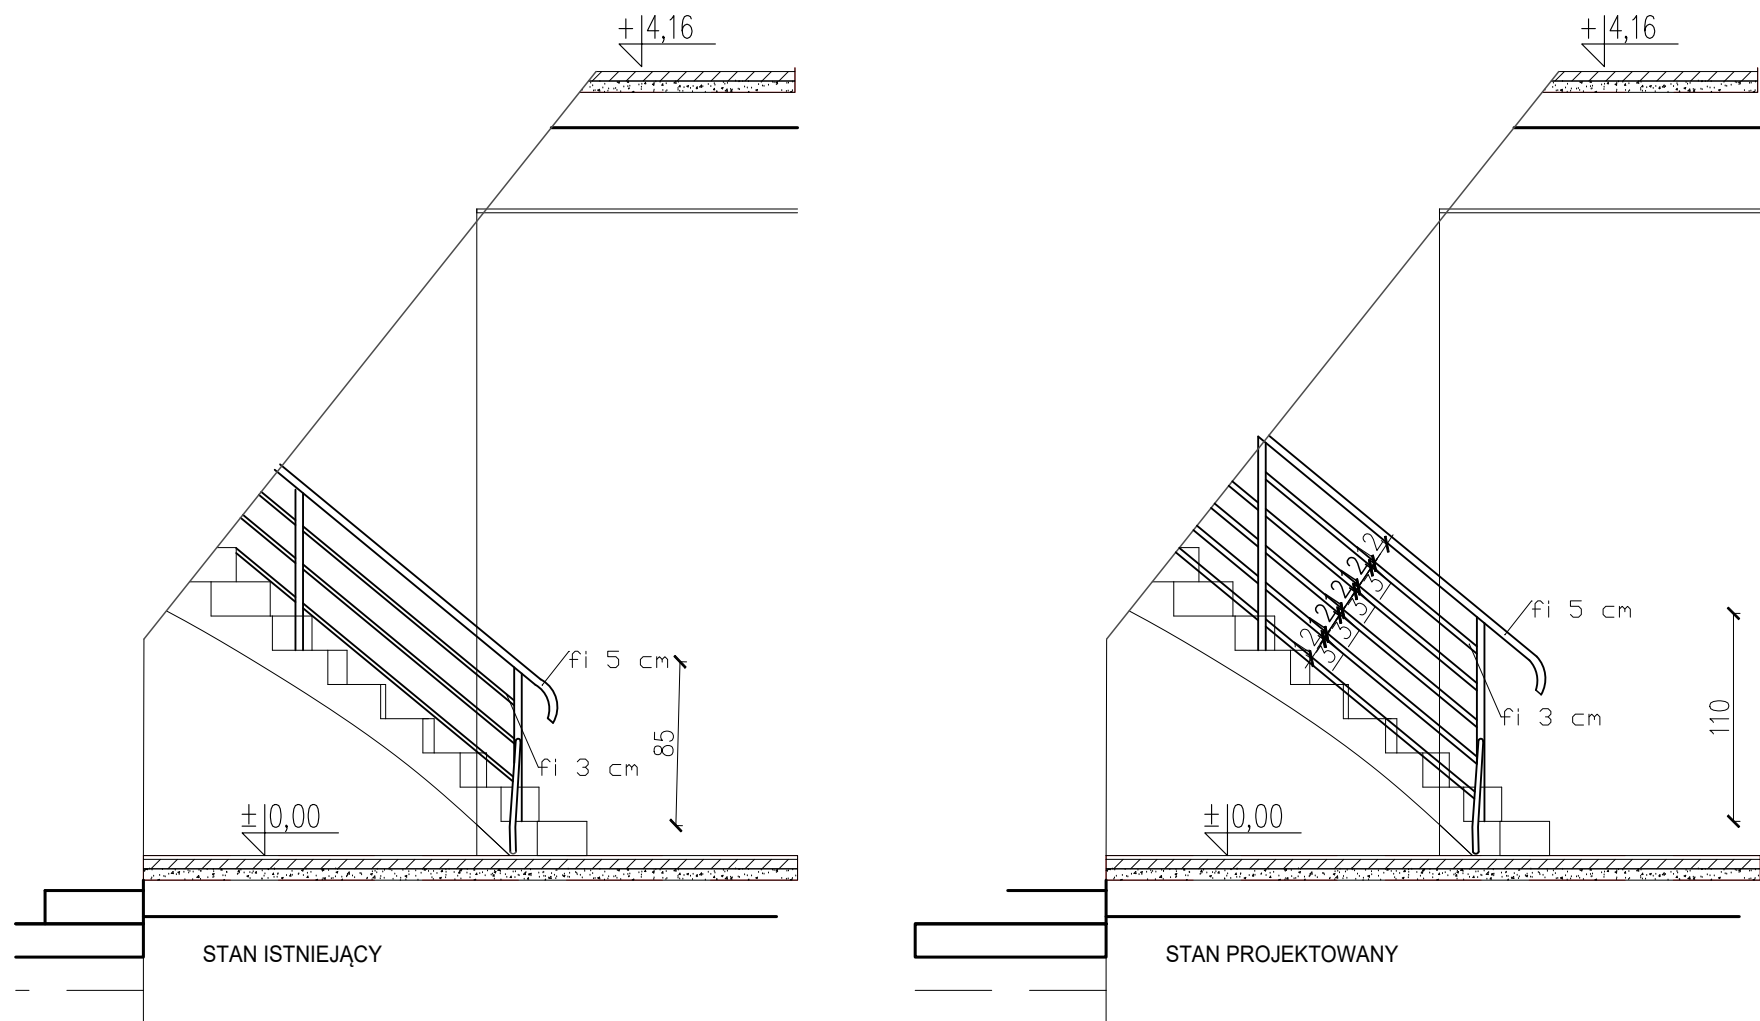 +4,16
fi 5 cm
85
fi 3 cm
±0,00
STAN ISTNIEJĄCY
+4,16
fi 5 cm
fi 3 cm
110
±0,00
STAN PROJEKTOWANY